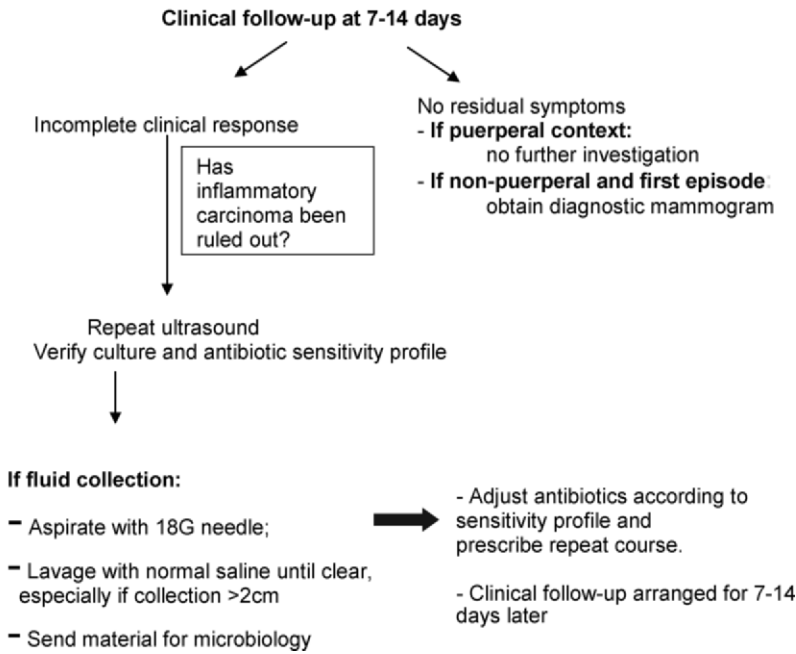 Clinical follow-up at 7-14 days
Incomplete clinical response
Has
inflammatory
carcinoma been
ruled out?
No residual symptoms
- If puerperal context:
no further investigation
- If non-puerperal and first episode:
obtain diagnostic mammogram
Repeat ultrasound
Verify culture and antibiotic sensitivity profile
If fluid collection:
- Aspirate with 18G needle;
- Lavage with normal saline until clear,
especially if collection >2cm
- Send material for microbiology
- Adjust antibiotics according to
sensitivity profile and
prescribe repeat course.
- Clinical follow-up arranged for 7-14
days later